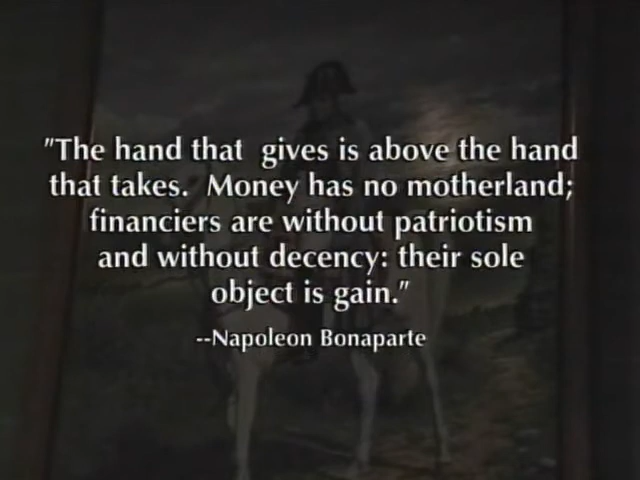 "The hand that gives is above the hand
that takes. Money has no motherland;
financiers are without patriotism
and without decency: their sole
object is gain."
--Napoleon Bonaparte